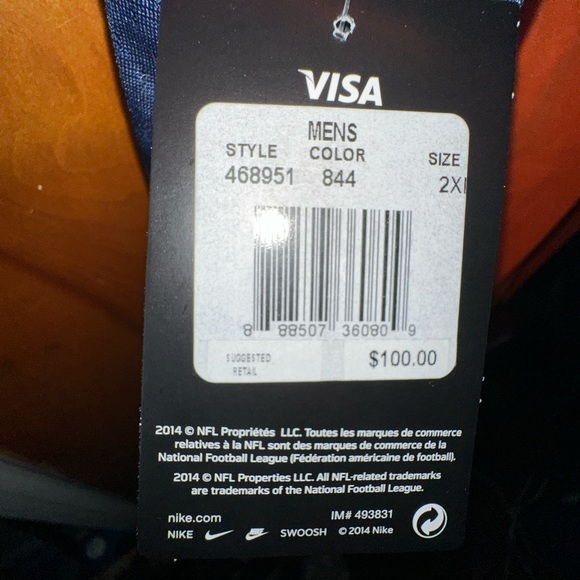 VISA
MENS
STYLE COLOR SIZE
468951 844 2X
8 88507 36080 9
SUGGESTED
RETAIL
$100.00
2014 © NFL Propriétés LLC. Toutes les marques de commerce
relatives à la NFL sont des marques de commerce de la
National Football League (Fédération américaine de football).
2014 © NFL Properties LLC. All NFL-related trademarks
are trademarks of the National Football League.
nike.com IM# 493831
NIKE SWOOSH © 2014 Nike